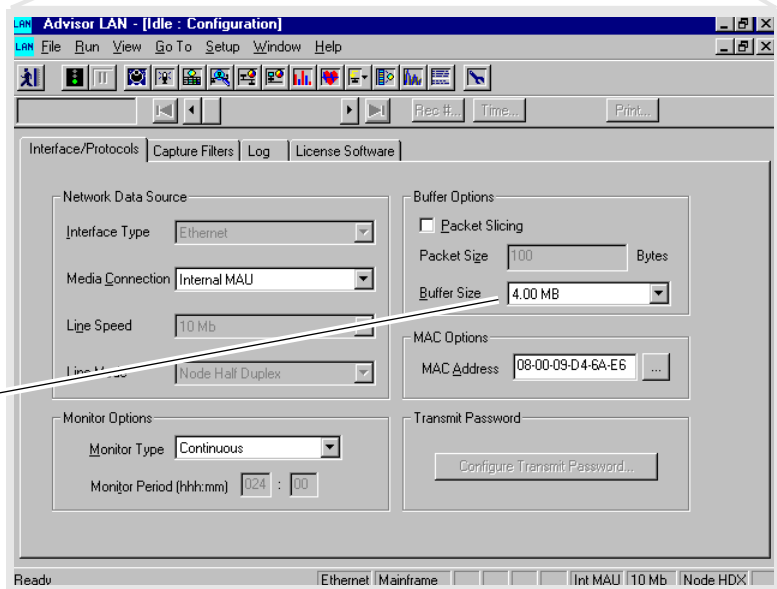 LAN Advisor LAN - [Idle : Configuration]
LAN File Run View Go To Setup Window Help
Rec #... Time... Print...
Interface/Protocols Capture Filters Log License Software
Network Data Source
Interface Type Ethernet
Media Connection Internal MAU
Line Speed 10 Mb
Line Mode Node Half Duplex
Monitor Options
Monitor Type Continuous
Monitor Period (hhh:mm) 024 : 00
Buffer Options
Packet Slicing
Packet Size 100 Bytes
Buffer Size 4.00 MB
MAC Options
MAC Address 08-00-09-D4-6A-E6 ...
Transmit Password
Configure Transmit Password...
Ready Ethernet Mainframe Int MAU 10 Mb Node HDX